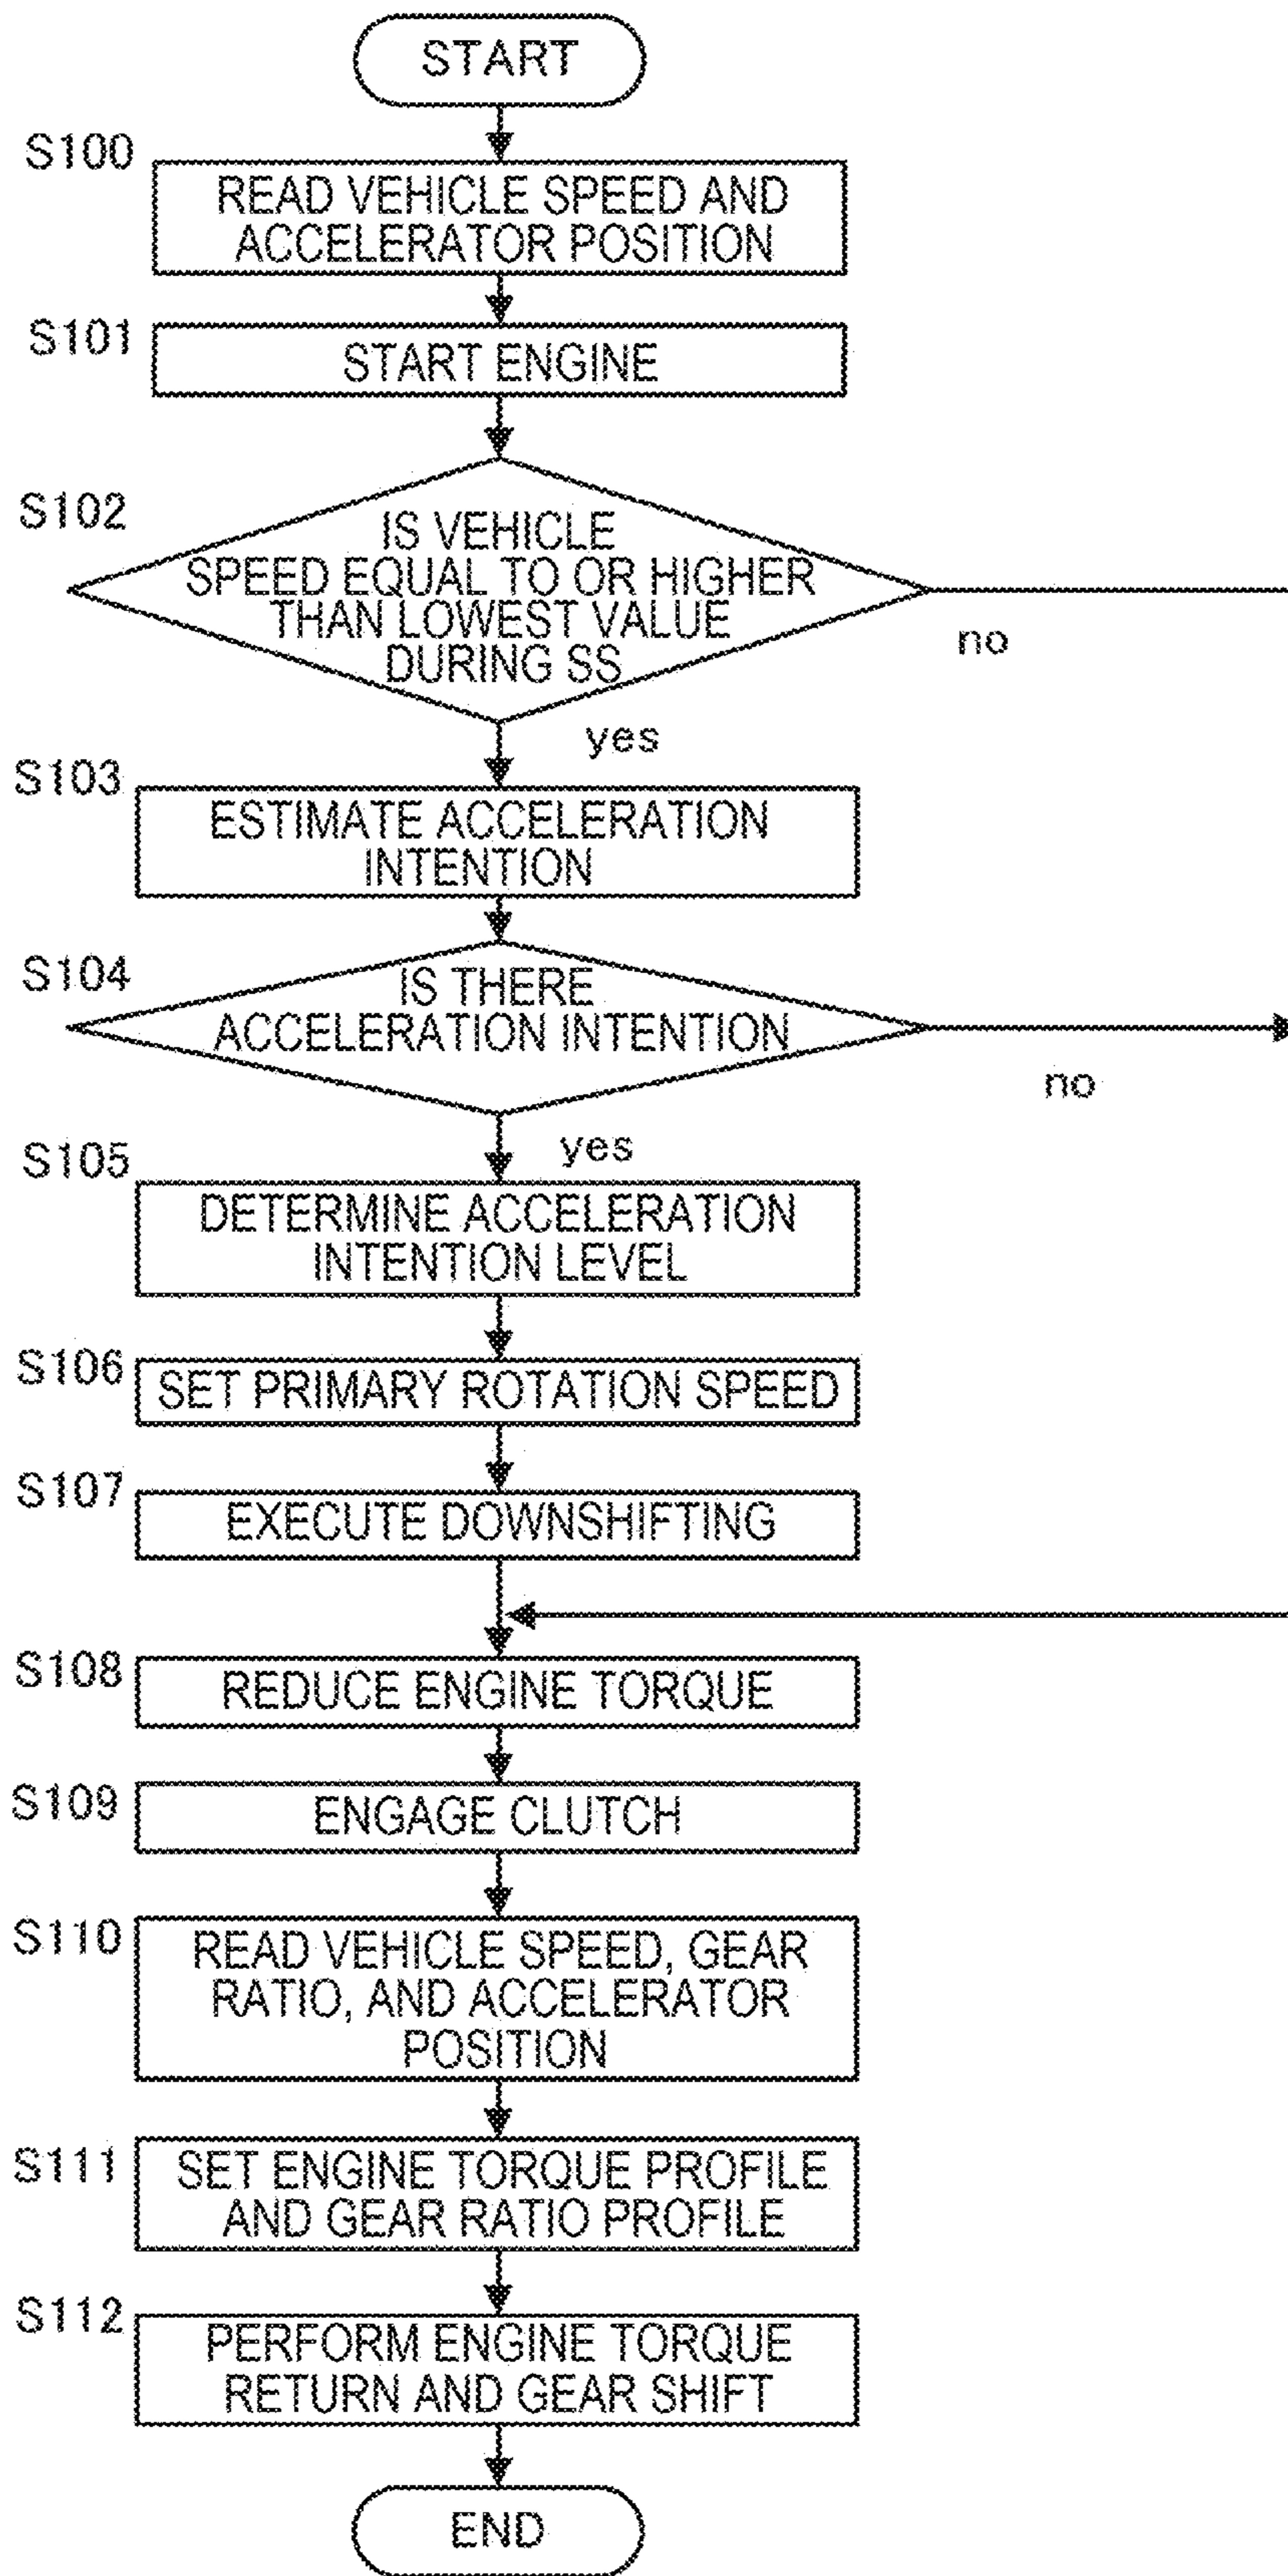 START
S100
READ VEHICLE SPEED AND
ACCELERATOR POSITION
S101
START ENGINE
S102
IS VEHICLE
SPEED EQUAL TO OR HIGHER
THAN LOWEST VALUE
DURING SS
no
yes
S103
ESTIMATE ACCELERATION
INTENTION
S104
IS THERE
ACCELERATION INTENTION
no
yes
S105
DETERMINE ACCELERATION
INTENTION LEVEL
S106
SET PRIMARY ROTATION SPEED
S107
EXECUTE DOWNSHIFTING
S108
REDUCE ENGINE TORQUE
S109
ENGAGE CLUTCH
S110
READ VEHICLE SPEED, GEAR
RATIO, AND ACCELERATOR
POSITION
S111
SET ENGINE TORQUE PROFILE
AND GEAR RATIO PROFILE
S112
PERFORM ENGINE TORQUE
RETURN AND GEAR SHIFT
END